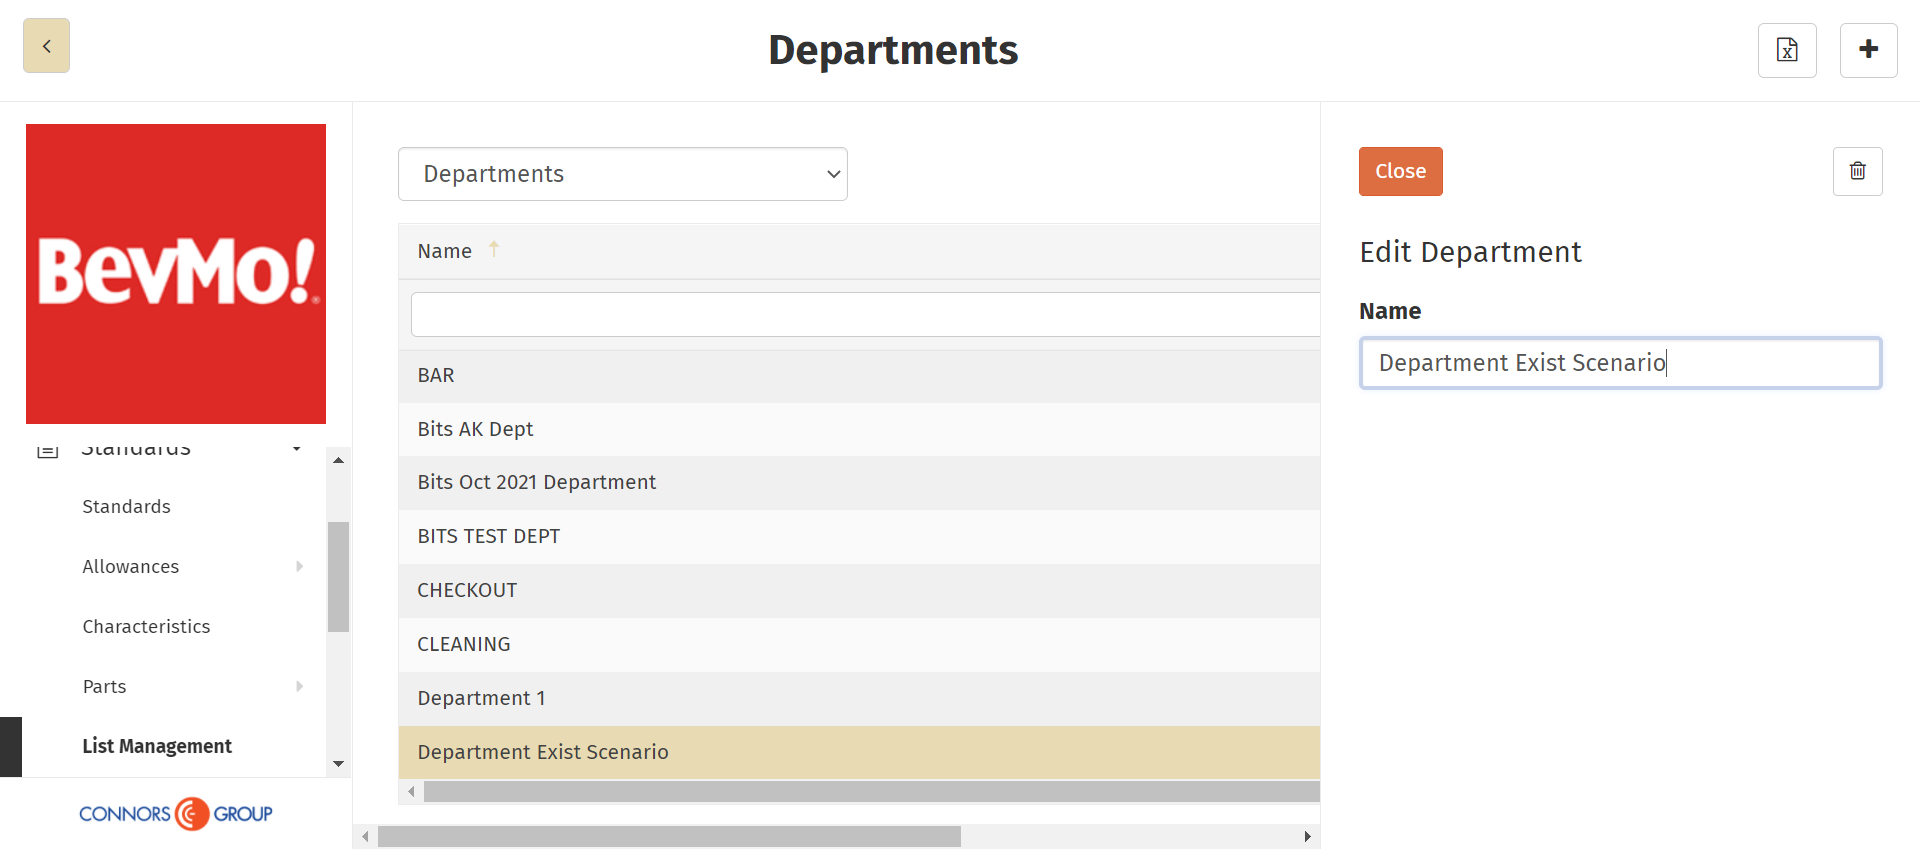 Departments
BevMo!
Standards
Standards
Allowances
Characteristics
Parts
List Management
CONNORS GROUP
Departments
Name
BAR
Bits AK Dept
Bits Oct 2021 Department
BITS TEST DEPT
CHECKOUT
CLEANING
Department 1
Department Exist Scenario
Close
Edit Department
Name
Department Exist Scenario